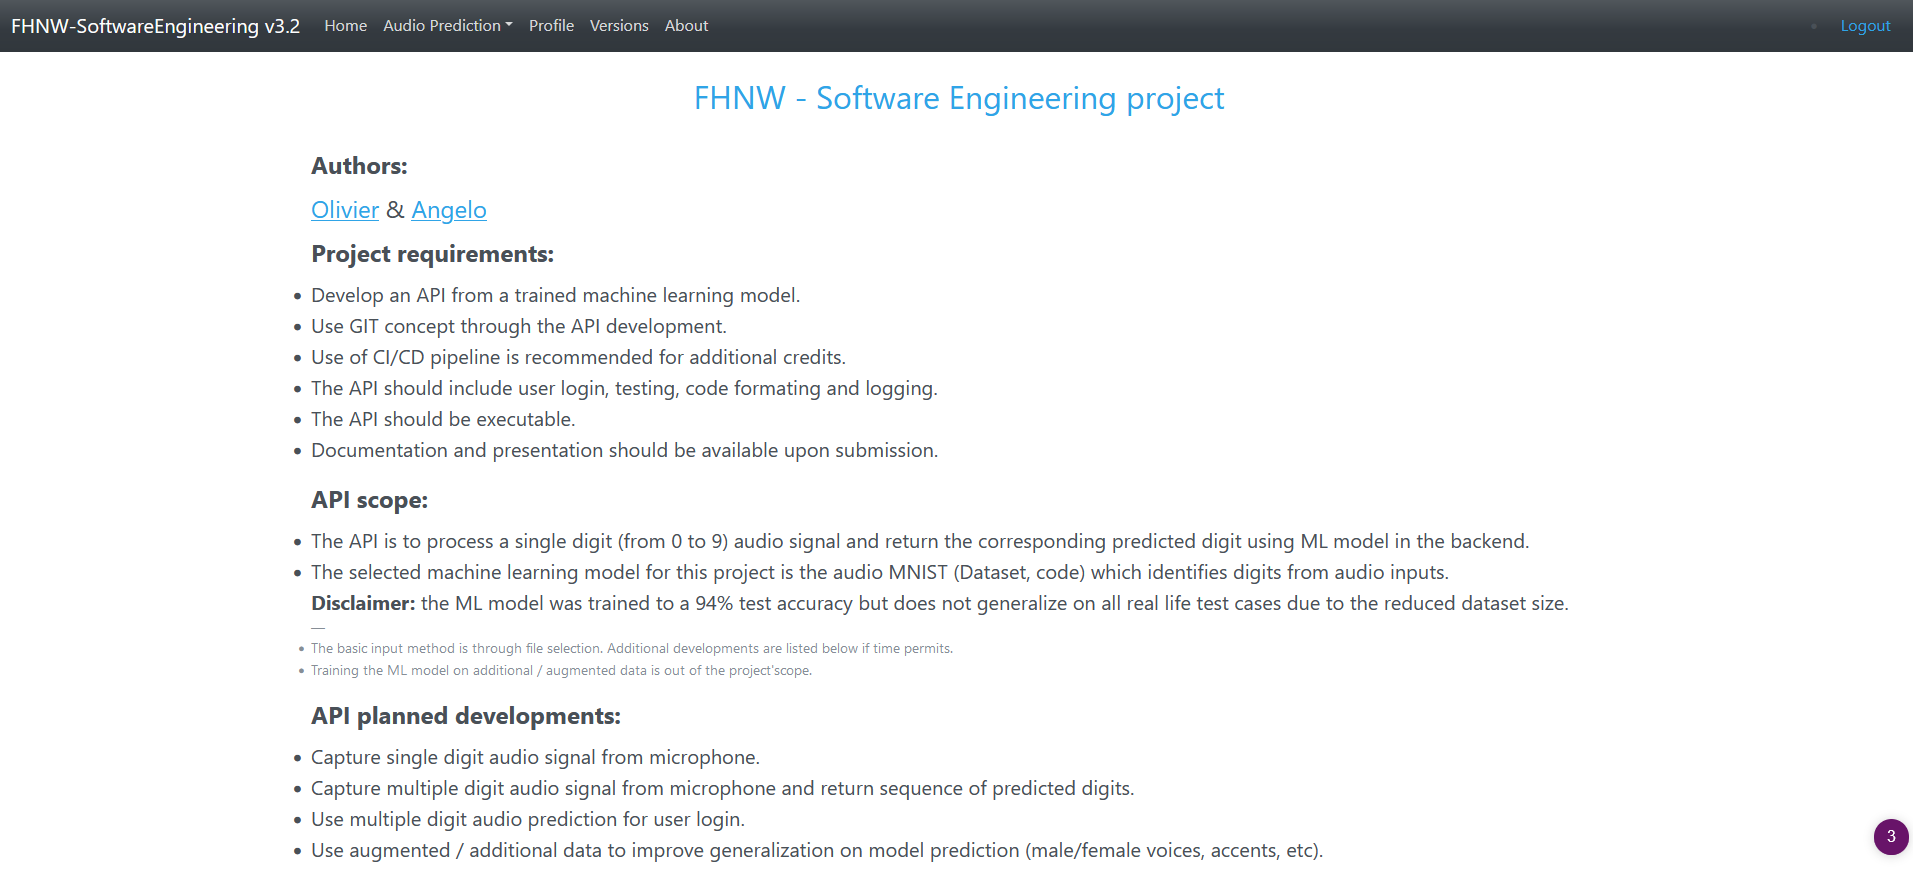 FHNW-SoftwareEngineering v3.2 Home Audio Prediction Profile Versions About Logout
FHNW - Software Engineering project
Authors:
Olivier & Angelo
Project requirements:
Develop an API from a trained machine learning model.
Use GIT concept through the API development.
Use of CI/CD pipeline is recommended for additional credits.
The API should include user login, testing, code formating and logging.
The API should be executable.
Documentation and presentation should be available upon submission.
API scope:
The API is to process a single digit (from 0 to 9) audio signal and return the corresponding predicted digit using ML model in the backend.
The selected machine learning model for this project is the audio MNIST (Dataset, code) which identifies digits from audio inputs.
Disclaimer: the ML model was trained to a 94% test accuracy but does not generalize on all real life test cases due to the reduced dataset size.
—
The basic input method is through file selection. Additional developments are listed below if time permits.
Training the ML model on additional / augmented data is out of the project'scope.
API planned developments:
Capture single digit audio signal from microphone.
Capture multiple digit audio signal from microphone and return sequence of predicted digits.
Use multiple digit audio prediction for user login.
Use augmented / additional data to improve generalization on model prediction (male/female voices, accents, etc).
3